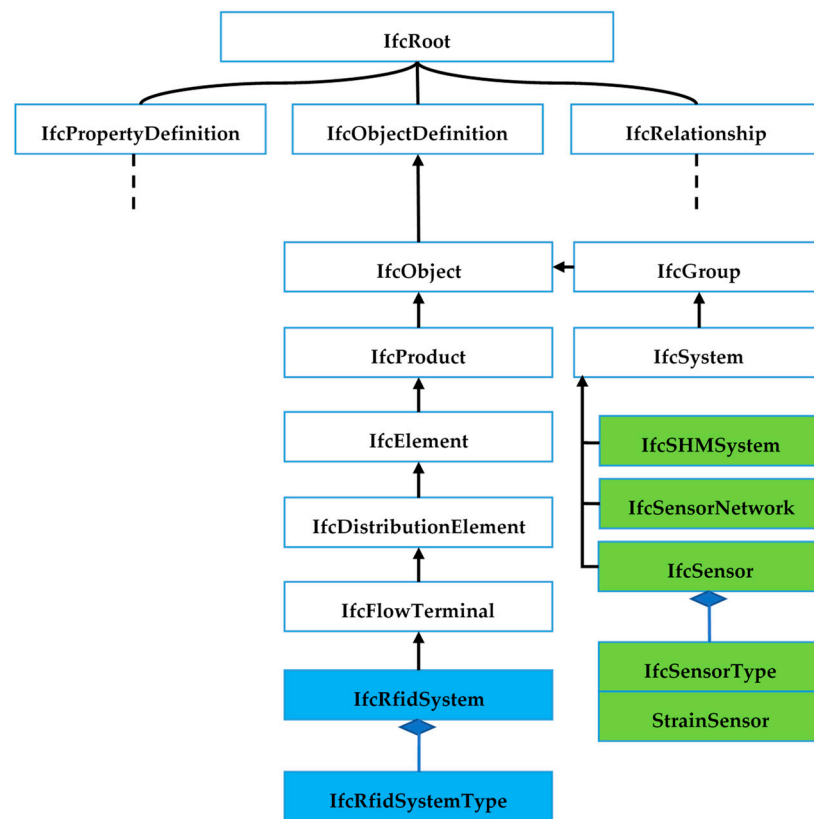 IfcRoot
IfcPropertyDefinition
IfcObjectDefinition
IfcRelationship
IfcObject
IfcGroup
IfcProduct
IfcSystem
IfcElement
IfcSHMSystem
IfcDistributionElement
IfcSensorNetwork
IfcSensor
IfcFlowTerminal
IfcSensorType
IfcRfidSystem
StrainSensor
IfcRfidSystemType